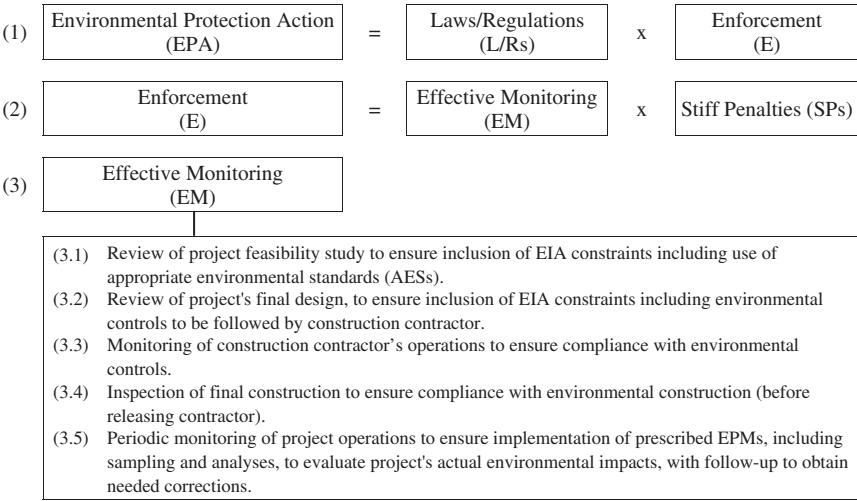 (1) Environmental Protection Action (EPA) = Laws/Regulations (L/Rs) x Enforcement (E)
(2) Enforcement (E) = Effective Monitoring (EM) x Stiff Penalties (SPs)
(3) Effective Monitoring (EM)
(3.1) Review of project feasibility study to ensure inclusion of EIA constraints including use of
appropriate environmental standards (AESs).
(3.2) Review of project's final design, to ensure inclusion of EIA constraints including environmental
controls to be followed by construction contractor.
(3.3) Monitoring of construction contractor's operations to ensure compliance with environmental
controls.
(3.4) Inspection of final construction to ensure compliance with environmental construction (before
releasing contractor).
(3.5) Periodic monitoring of project operations to ensure implementation of prescribed EPMs, including
sampling and analyses, to evaluate project's actual environmental impacts, with follow-up to obtain
needed corrections.